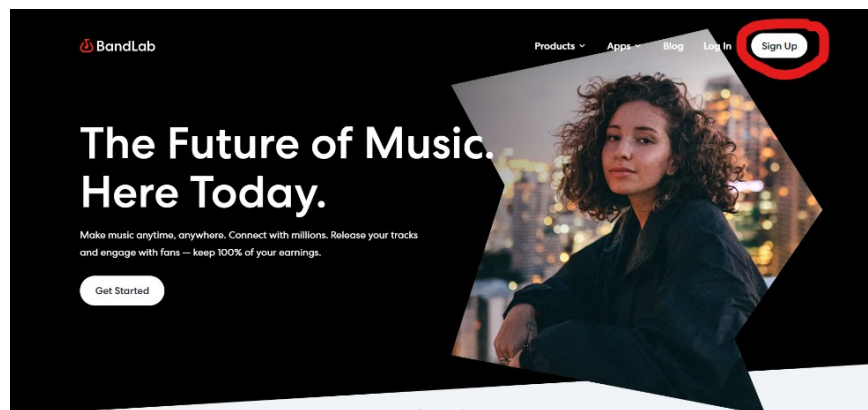 BandLab
Products Apps Blog Log In Sign Up
The Future of Music.
Here Today.
Make music anytime, anywhere. Connect with millions. Release your tracks
and engage with fans — keep 100% of your earnings.
Get Started